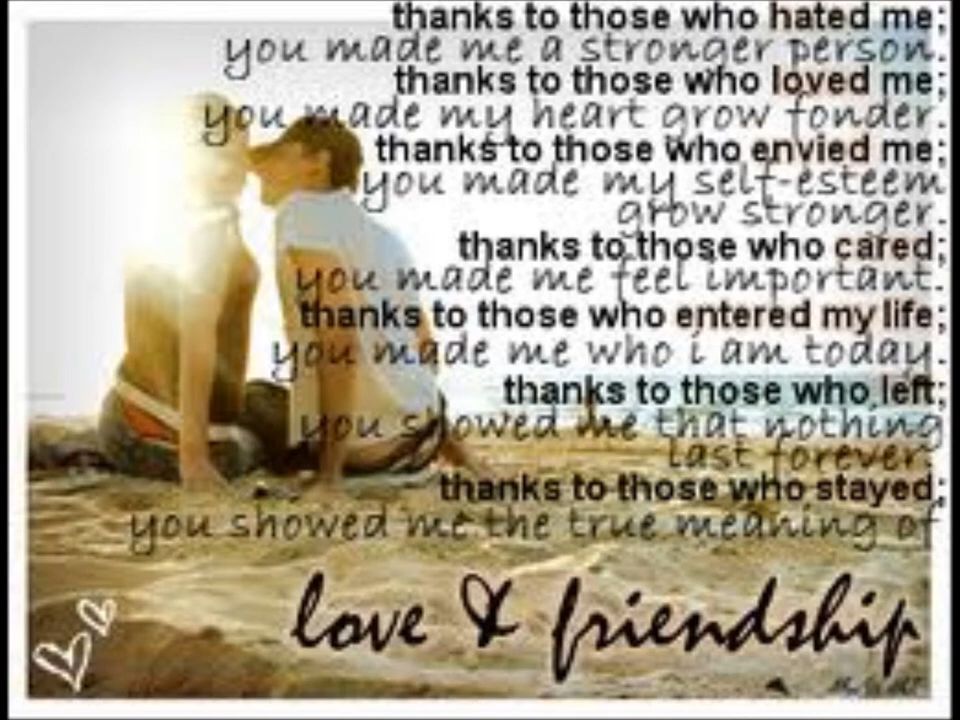 thanks to those who hated me;
you made me a stronger person.
thanks to those who loved me;
you made my heart grow fonder.
thanks to those who envied me;
you made my self-esteem
grow stronger.
thanks to those who cared;
you made me feel important.
thanks to those who entered my life;
you made me who i am today.
thanks to those who left;
you showed me that nothing
last forever.
thanks to those who stayed;
you showed me the true meaning of
love & friendship